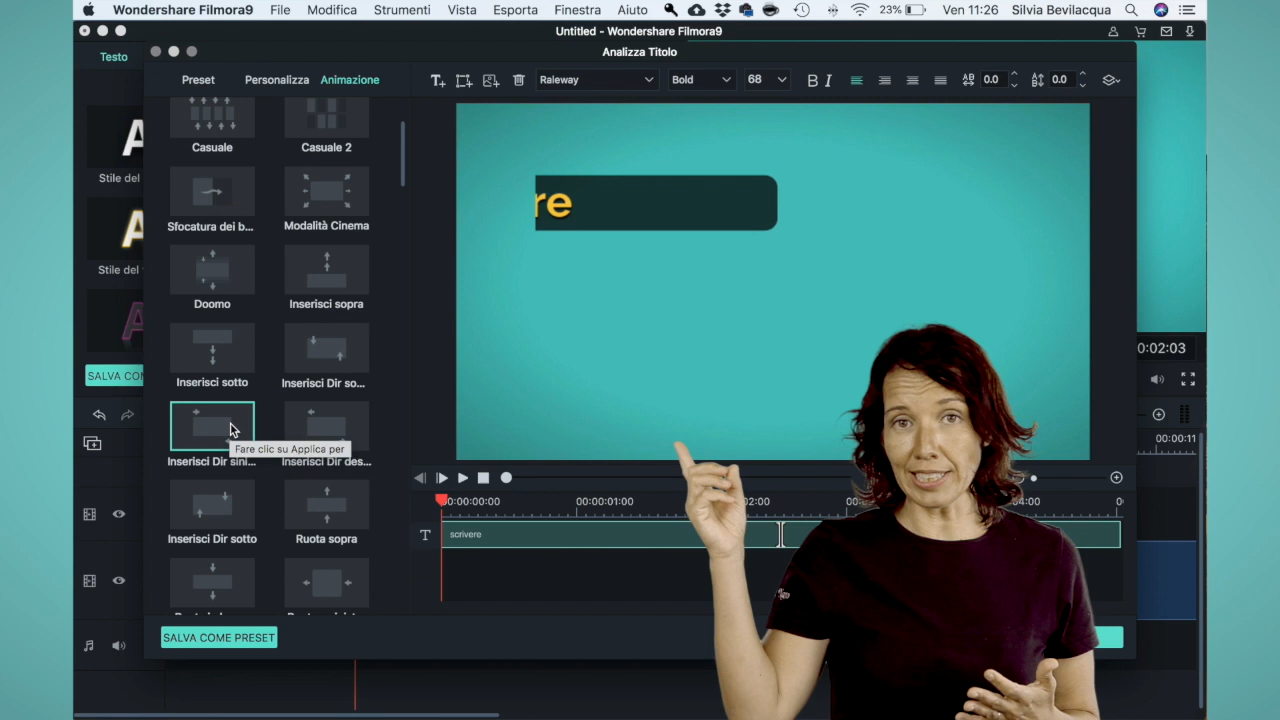 Wondershare Filmora9 File Modifica Strumenti Vista Esporta Finestra Aiuto 23% Ven 11:26 Silvia Bevilacqua
Untitled - Wondershare Filmora9
Testo
Analizza Titolo
Preset Personalizza Animazione
Raleway Bold 68 B I AB 0.0 0.0
Casuale Casuale 2
Stile del
Sfocatura dei b... Modalità Cinema
re
Stile del
Doomo Inserisci sopra
Inserisci sotto Inserisci Dir so...
SALVA COM
0:02:03
Fare clic su Applica per
Inserisci Dir sini... Inserisci Dir des...
00:00:11
0:00:00:00 00:00:01:00
T scrivere
Inserisci Dir sotto Ruota sopra
SALVA COME PRESET